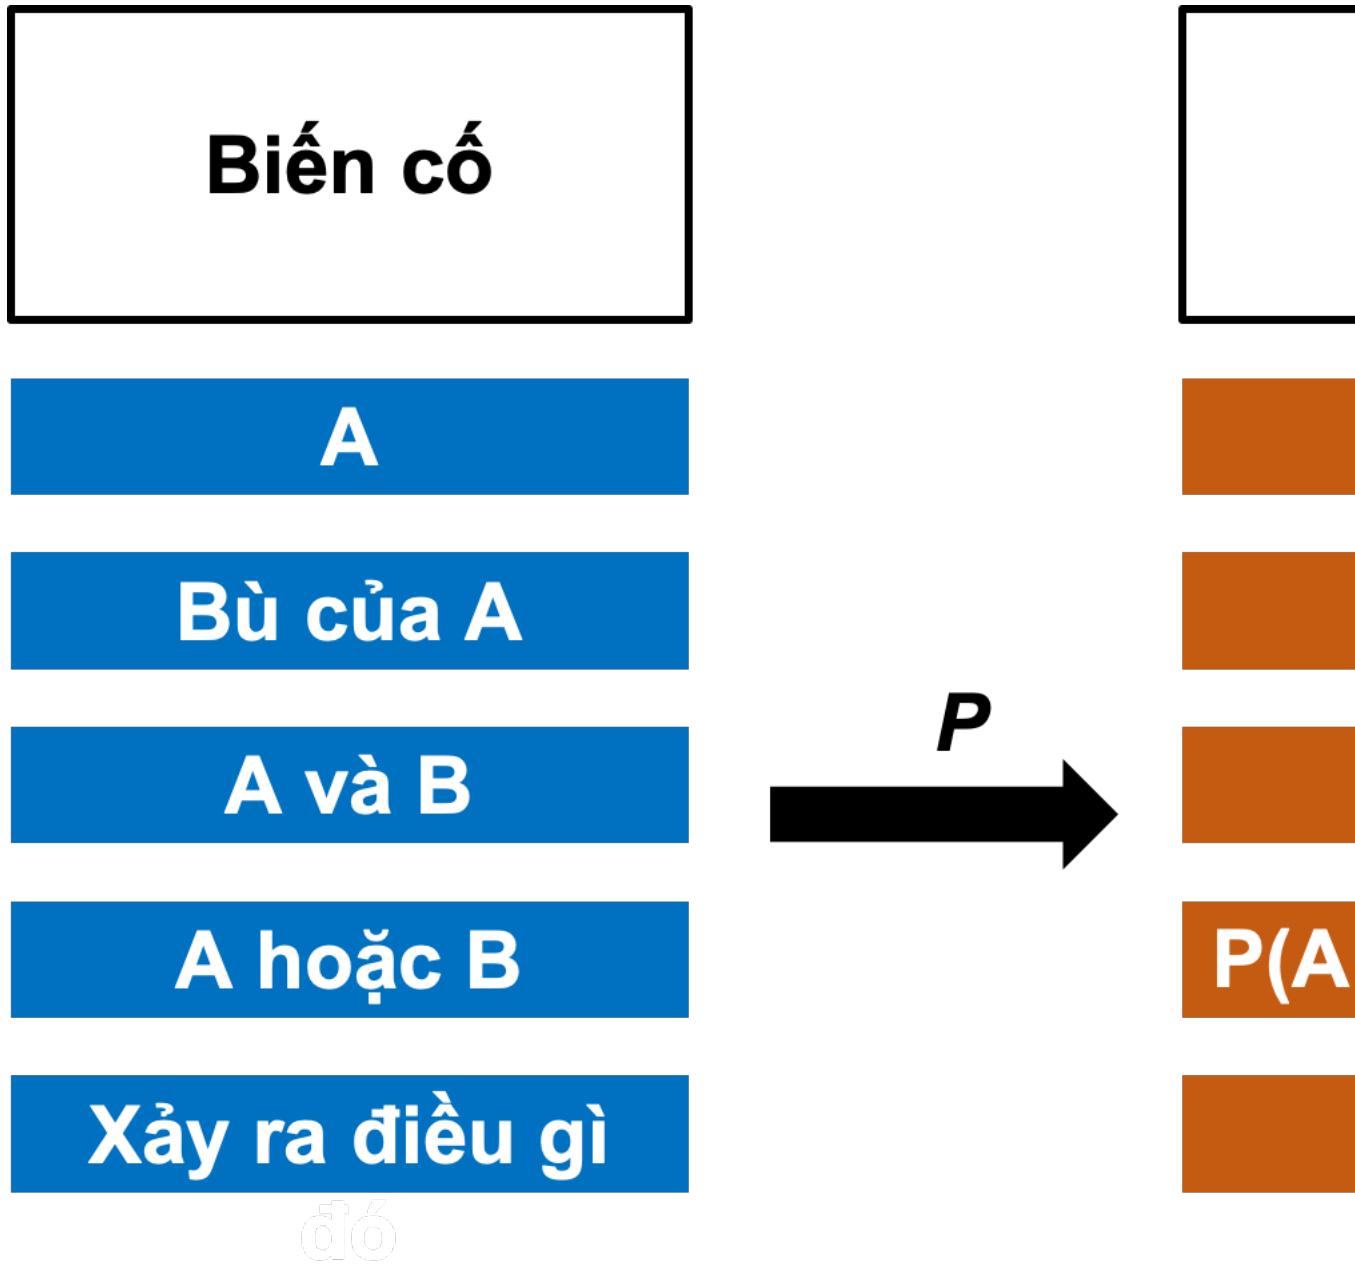 Biến cố
A
Bù của A
A và B
P
A hoặc B
P(A
Xảy ra điều gì
đó